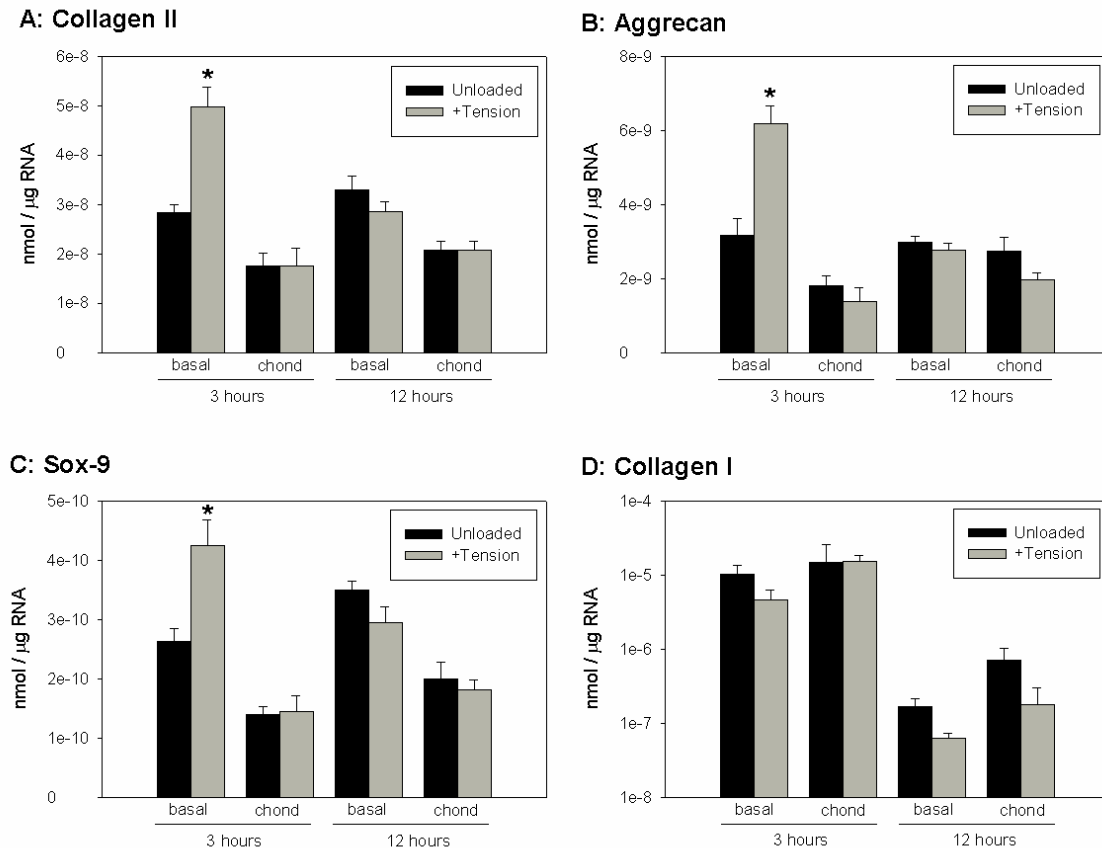 A: Collagen II
nmol / µg RNA
6e-8
5e-8
4e-8
3e-8
2e-8
1e-8
0
*
Unloaded
+Tension
basal chond basal chond
3 hours 12 hours
B: Aggrecan
nmol / µg RNA
8e-9
6e-9
4e-9
2e-9
0
*
Unloaded
+Tension
basal chond basal chond
3 hours 12 hours
C: Sox-9
nmol / µg RNA
5e-10
4e-10
3e-10
2e-10
1e-10
0
*
Unloaded
+Tension
basal chond basal chond
3 hours 12 hours
D: Collagen I
nmol / µg RNA
1e-4
1e-5
1e-6
1e-7
1e-8
Unloaded
+Tension
basal chond basal chond
3 hours 12 hours